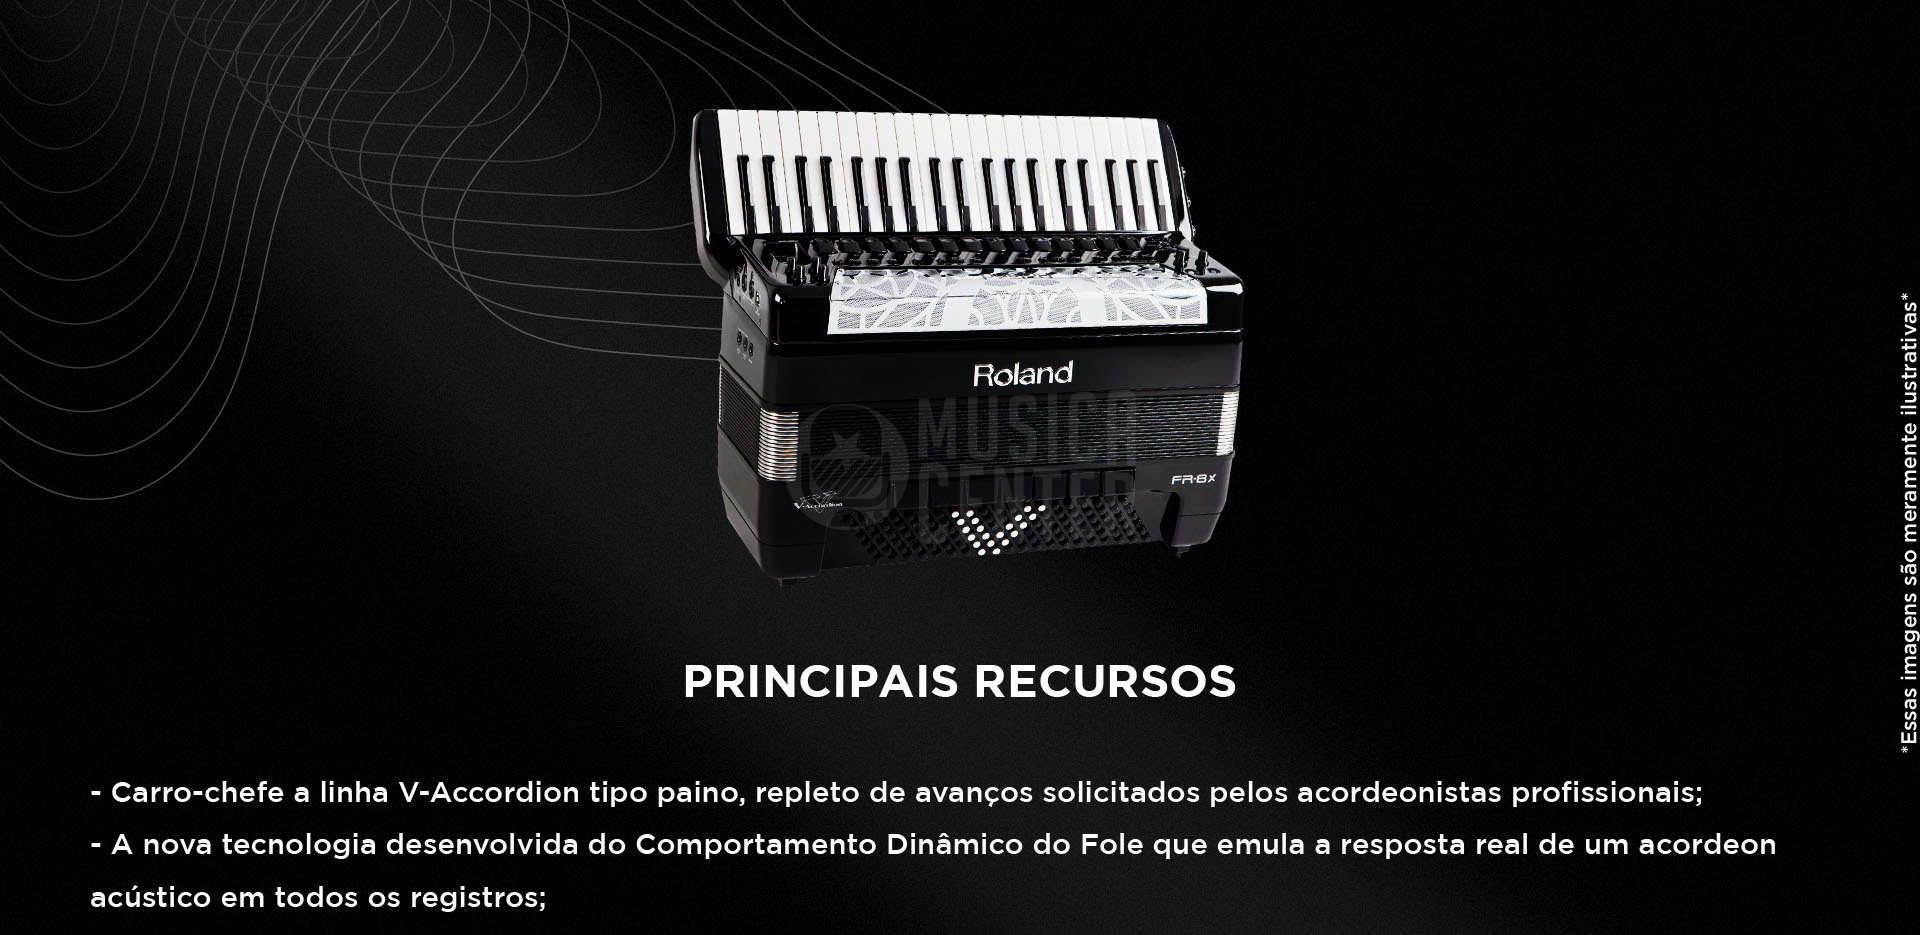 Roland
MUSICA
CENTER
FR-8x
V-Accordion
PRINCIPAIS RECURSOS
- Carro-chefe a linha V-Accordion tipo paino, repleto de avanços solicitados pelos acordeonistas profissionais;
- A nova tecnologia desenvolvida do Comportamento Dinâmico do Fole que emula a resposta real de um acordeon
acústico em todos os registros;
*Essas imagens são meramente ilustrativas*